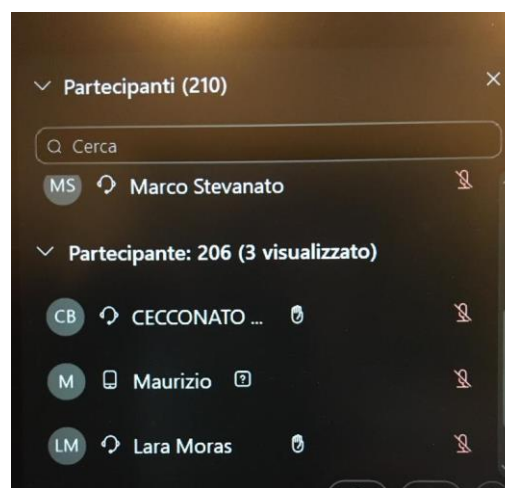 Partecipanti (210)
Cerca
MS Marco Stevanato
Partecipante: 206 (3 visualizzato)
CB CECCONATO ...
M Maurizio ?
LM Lara Moras